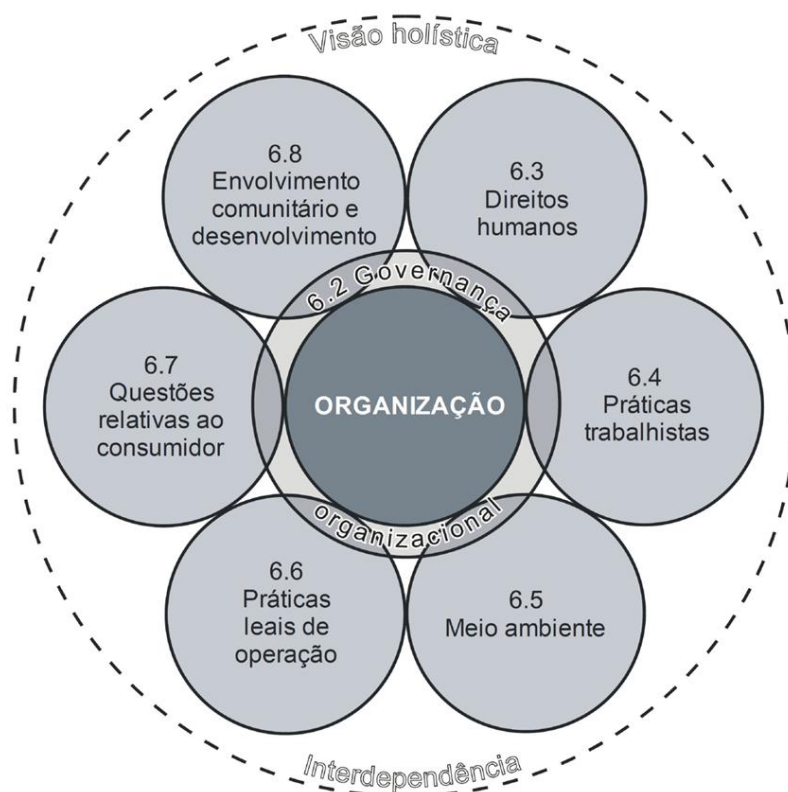 Visão holística
6.8
Envolvimento
comunitário e
desenvolvimento
6.3
Direitos
humanos
6.2 Governança
organizacional
ORGANIZAÇÃO
6.7
Questões
relativas ao
consumidor
6.4
Práticas
trabalhistas
6.6
Práticas
leais de
operação
6.5
Meio ambiente
Interdependência